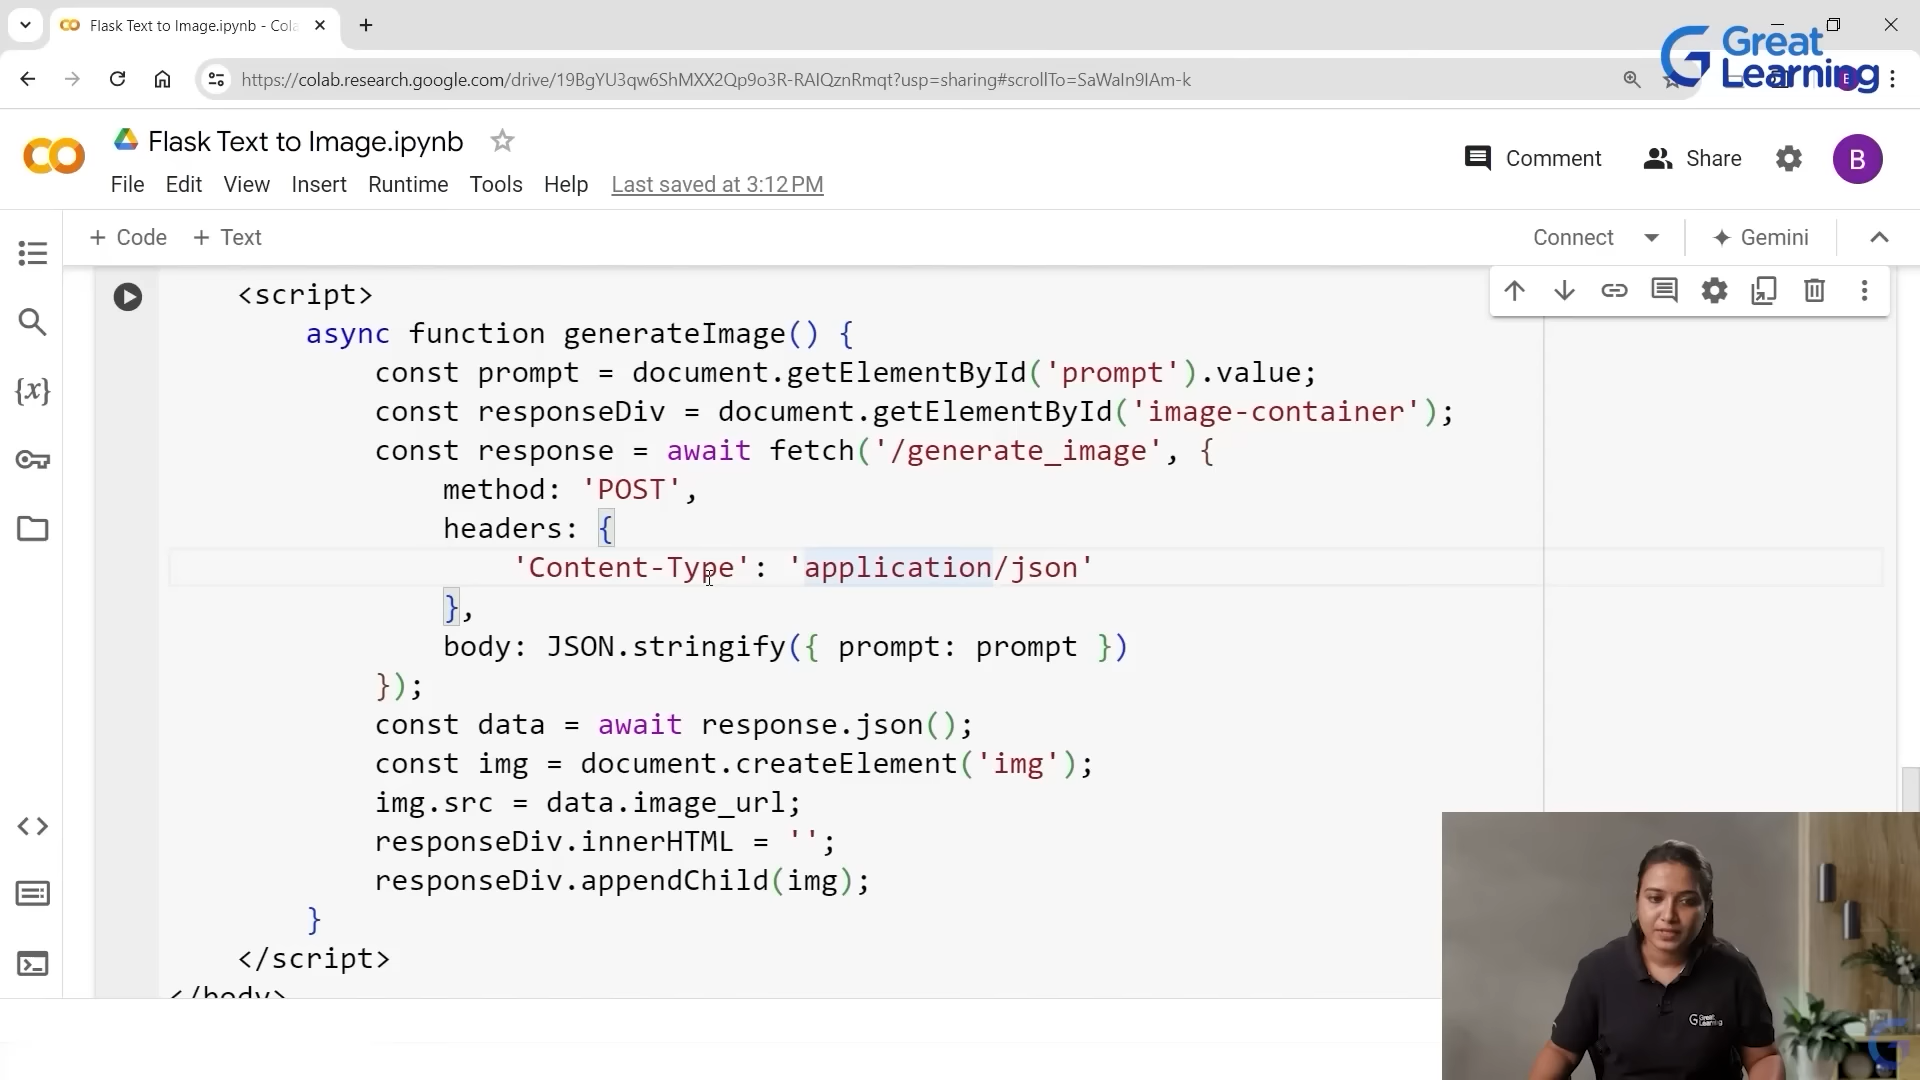 Flask Text to Image.ipynb - Cola
https://colab.research.google.com/drive/19BgYU3qw6ShMXX2Qp9o3R-RAIQznRmqt?usp=sharing#scrollTo=SaWaIn9IAm-k
Great
Learning
Flask Text to Image.ipynb
Comment
Share
B
File Edit View Insert Runtime Tools Help Last saved at 3:12 PM
+ Code + Text
Connect
Gemini
<script>
async function generateImage() {
const prompt = document.getElementById('prompt').value;
const responseDiv = document.getElementById('image-container');
const response = await fetch('/generate_image', {
method: 'POST',
headers: {
'Content-Type': 'application/json'
},
body: JSON.stringify({ prompt: prompt })
});
const data = await response.json();
const img = document.createElement('img');
img.src = data.image_url;
responseDiv.innerHTML = '';
responseDiv.appendChild(img);
}
</script>
</body>
Great
Learning